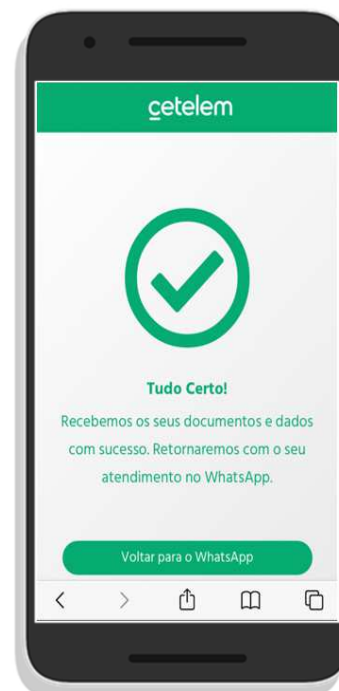 cetelem
Tudo Certo!
Recebemos os seus documentos e dados
com sucesso. Retornaremos com o seu
atendimento no WhatsApp.
Voltar para o WhatsApp